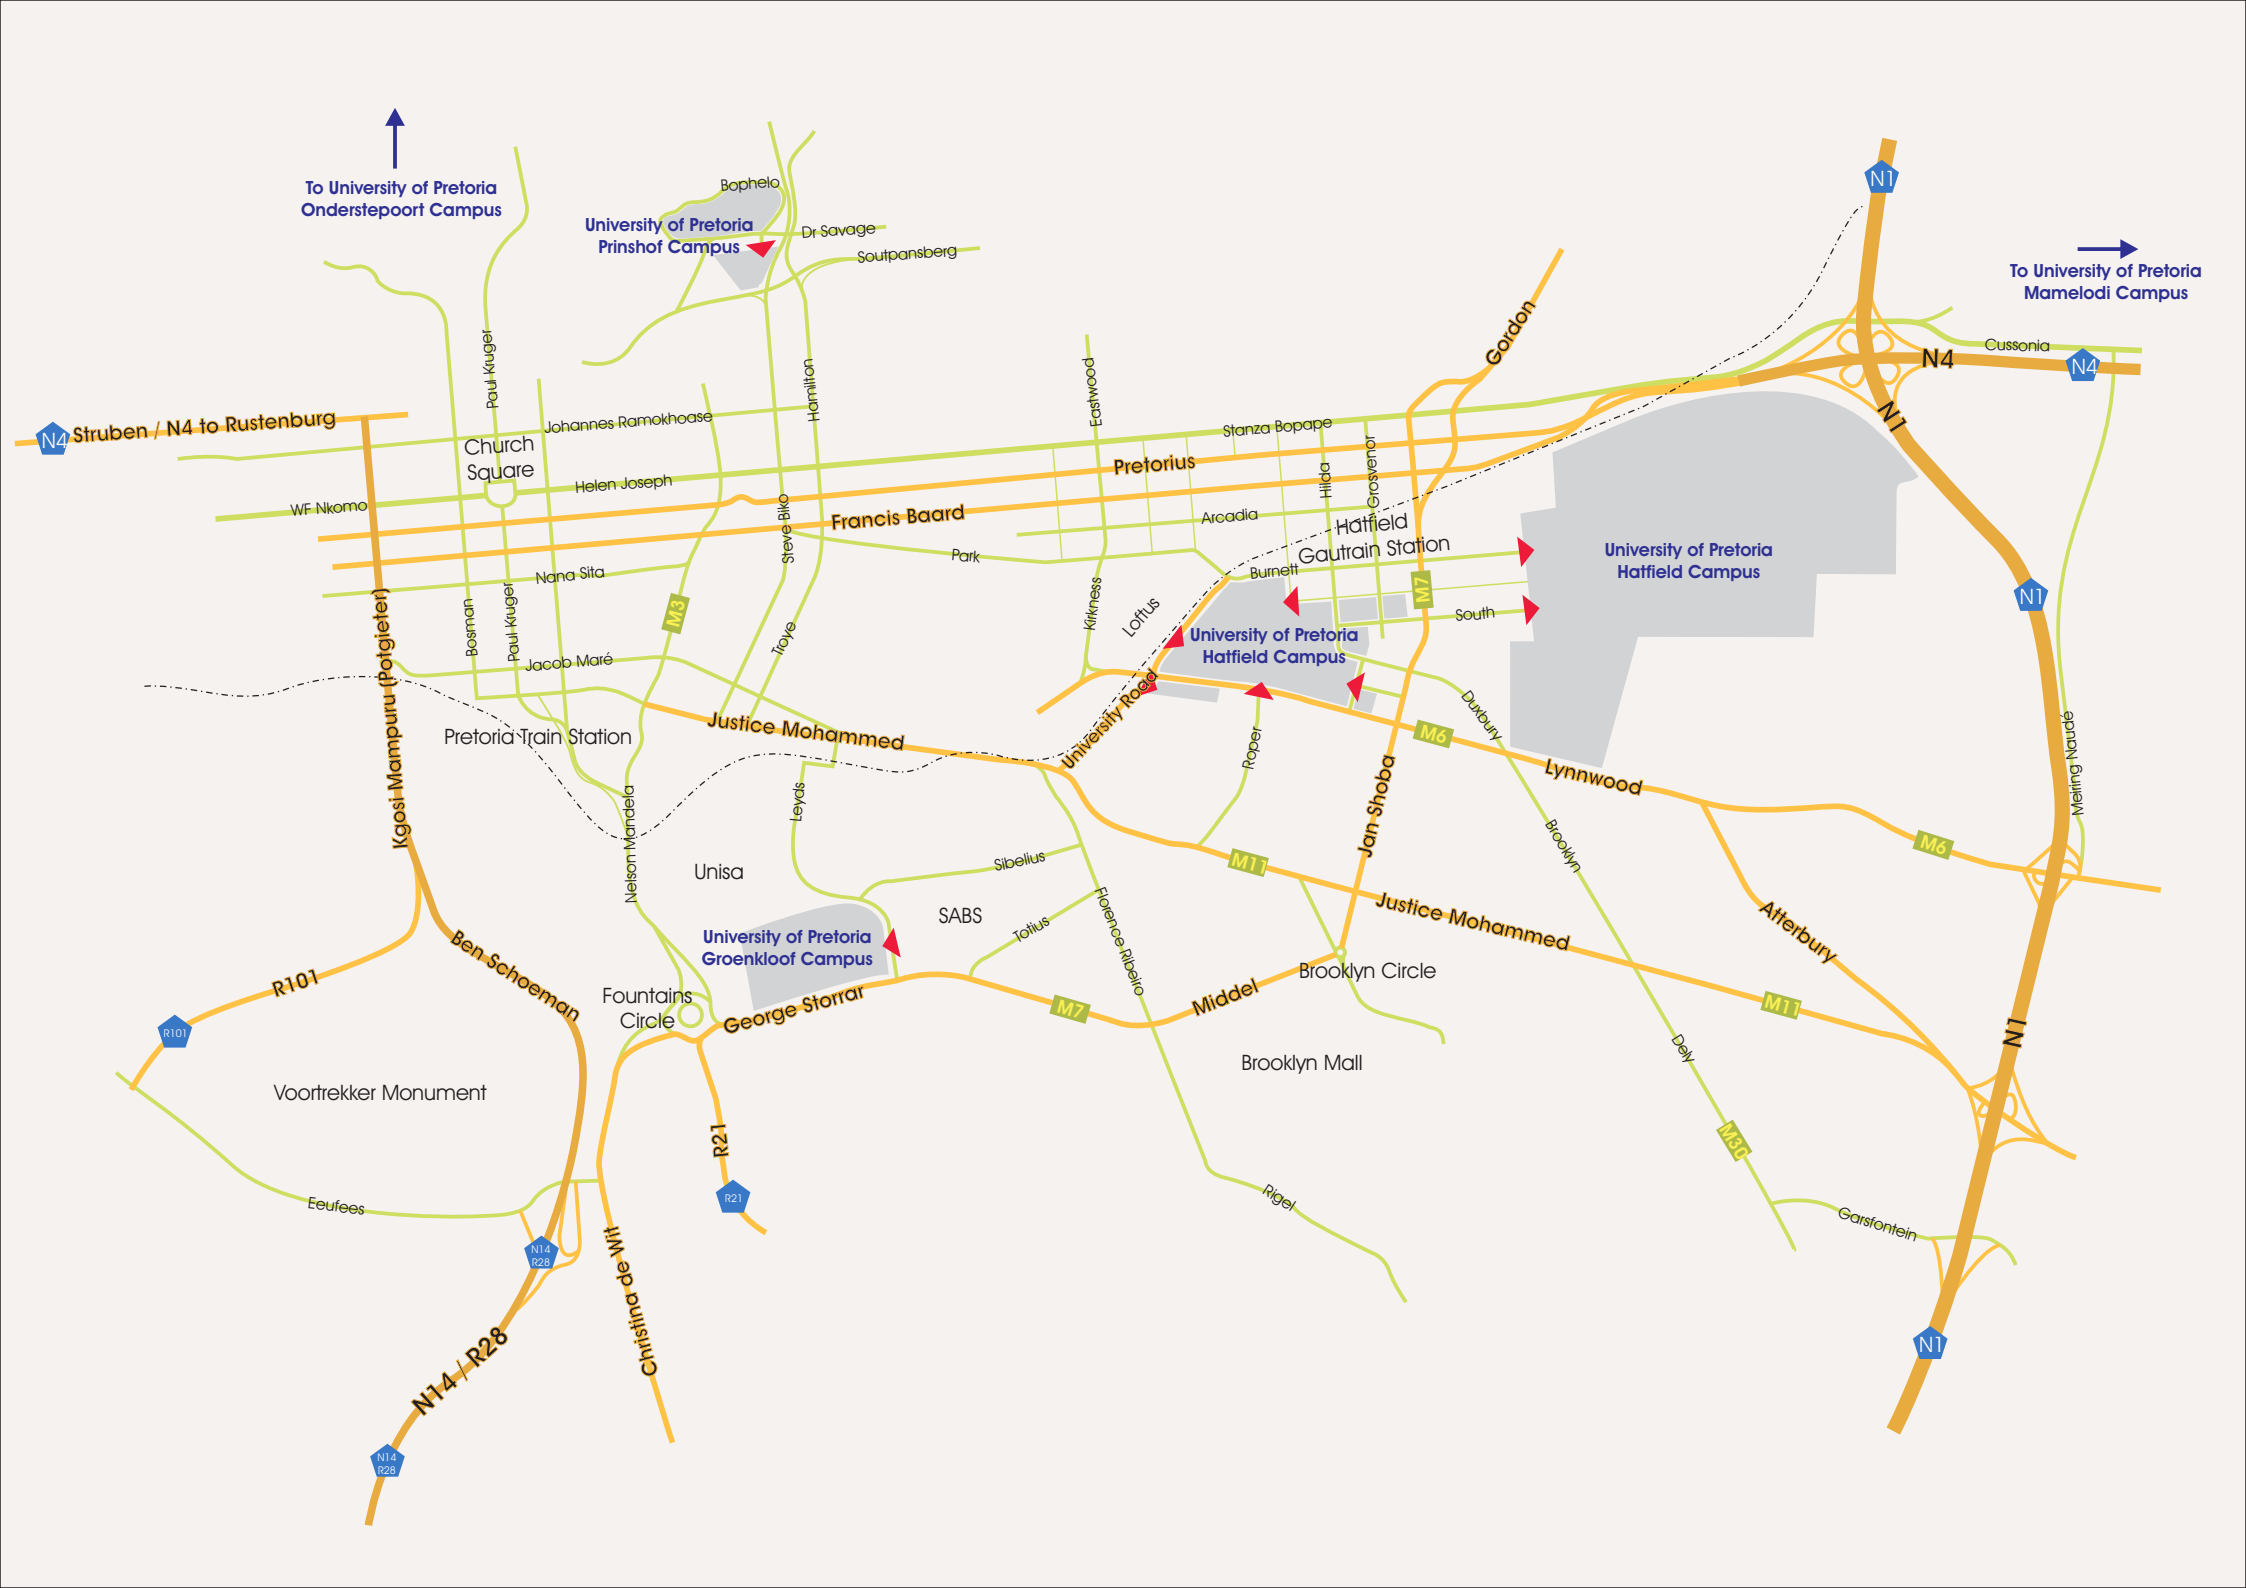 To University of Pretoria
Onderstepoort Campus
Bophelo
University of Pretoria
Prinshof Campus
Dr Savage
Soutpansberg
N1
To University of Pretoria
Mamelodi Campus
Gordon
Cussonia
N4
N4
N1
Paul Kruger
Hamilton
Eastwood
N4
Struben / N4 to Rustenburg
Johannes Ramokhoase
Church
Square
Stanza Bopape
Pretorius
Hilda
Grosvenor
Helen Joseph
WF Nkomo
Steve Biko
Francis Baard
Arcadia
Hatfield
Gautrain Station
Park
Burnett
University of Pretoria
Hatfield Campus
Nana Sita
M7
N1
Kgosi Mampuru (Potgieter)
Bosman
Paul Kruger
M3
Troye
Kirkness
Loftus
South
University of Pretoria
Hatfield Campus
Jacob Maré
University Road
Duxbury
Pretoria Train Station
Justice Mohammed
Roper
M6
Lynnwood
Meiring Naudé
Jan Shoba
Leyds
Nelson Mandela
Brooklyn
M6
Unisa
Sibelius
M11
SABS
Totius
Florence Ribeiro
Justice Mohammed
Atterbury
University of Pretoria
Groenkloof Campus
Ben Schoeman
R101
Brooklyn Circle
Fountains
Circle
George Storrar
M7
Middel
M11
R101
N1
Dely
Brooklyn Mall
Voortrekker Monument
R21
M30
R21
Eeufees
Rigel
Garsfontein
N14
R28
Christina de Wit
N14 / R28
N1
N14
R28